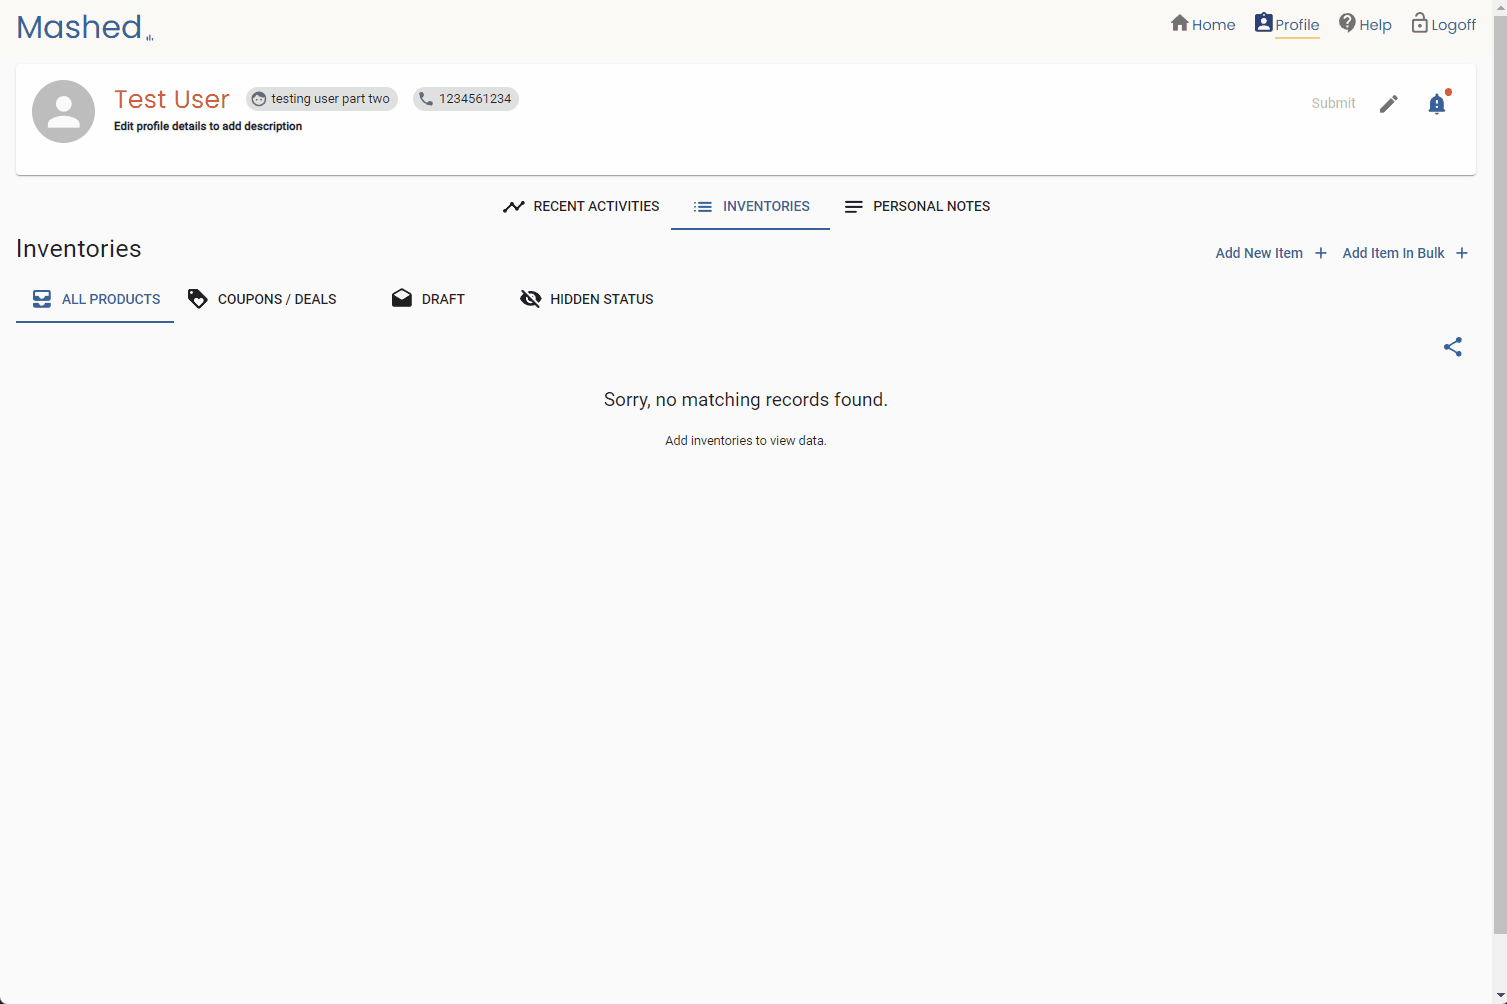 Mashed
Home Profile Help Logoff
Test User testing user part two 1234561234
Edit profile details to add description
Submit
RECENT ACTIVITIES INVENTORIES PERSONAL NOTES
Inventories
Add New Item + Add Item In Bulk +
ALL PRODUCTS COUPONS / DEALS DRAFT HIDDEN STATUS
Sorry, no matching records found.
Add inventories to view data.